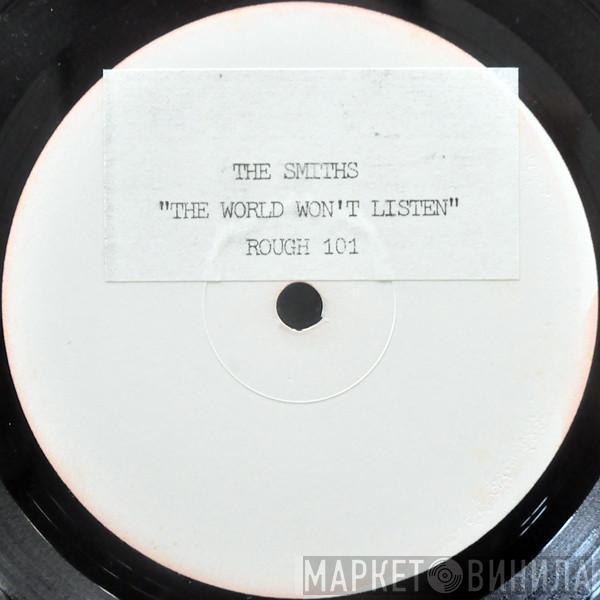 THE SMITHS
"THE WORLD WON'T LISTEN"
ROUGH 101
МАРКЕТ ВИНИЛА